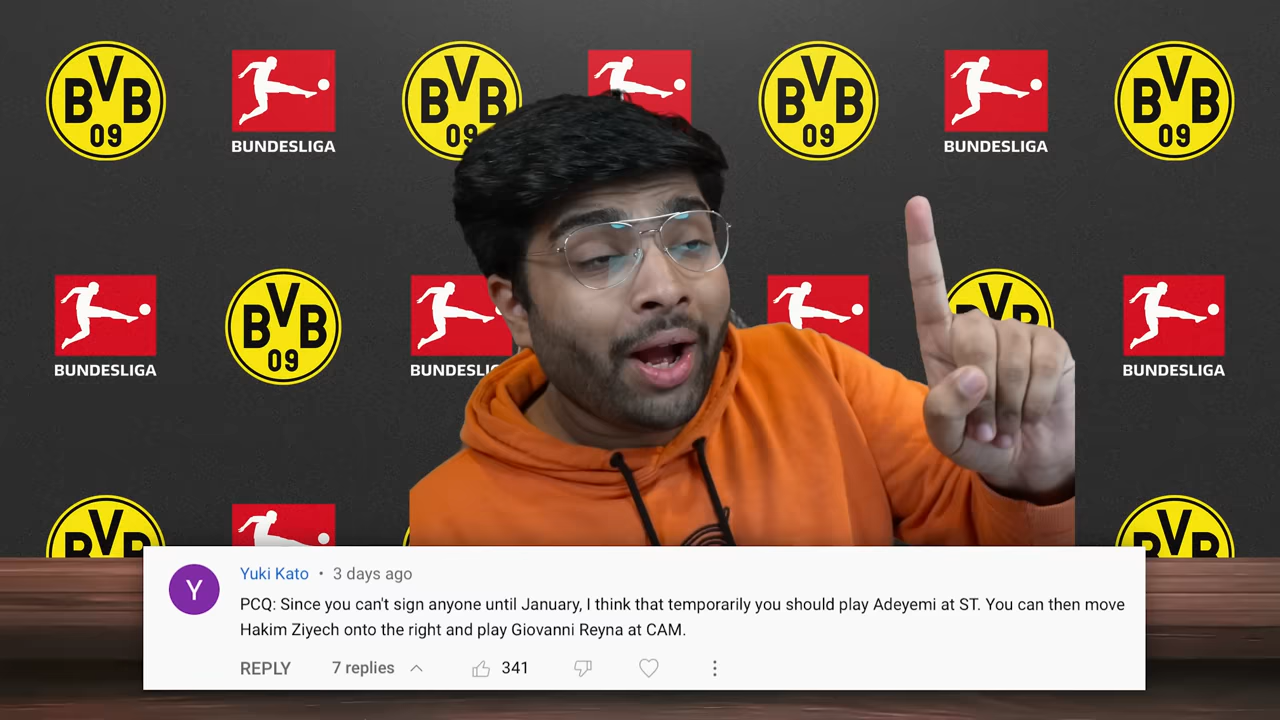 BVB 09
BUNDESLIGA
BVB 09
BVB 09
BUNDESLIGA
BVB 09
BVB 09
BUNDESLIGA
BVB
BUNDESLIGA
Y
Yuki Kato • 3 days ago
PCQ: Since you can't sign anyone until January, I think that temporarily you should play Adeyemi at ST. You can then move
Hakim Ziyech onto the right and play Giovanni Reyna at CAM.
REPLY 7 replies 341